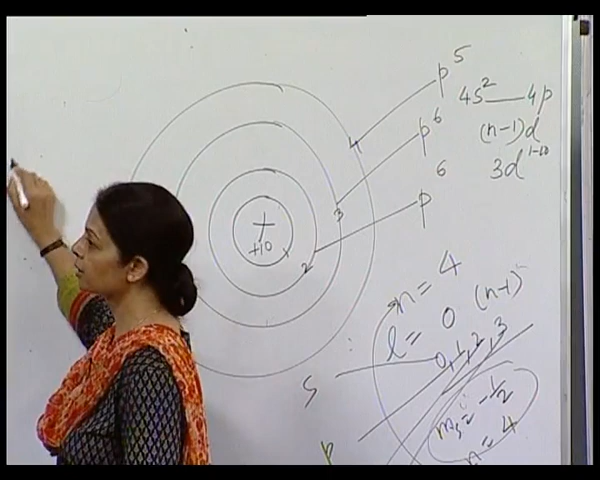 p⁵
4s² — 4p
p⁶
(n-1)d
3d¹⁻¹⁰
p⁶
4
3
2
+
+10
n = 4
l = 0 (n-1)
0, 1, 2, 3
s
p
mₛ = -½
n = 4